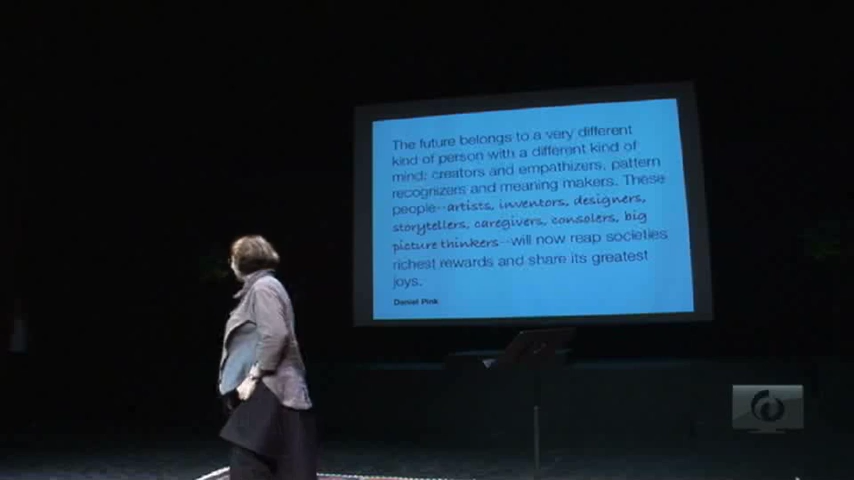 The future belongs to a very different
kind of person with a different kind of
mind: creators and empathizers, pattern
recognizers and meaning makers. These
people--artists, inventors, designers,
storytellers, caregivers, consolers, big
picture thinkers--will now reap societies
richest rewards and share its greatest
joys.
Daniel Pink